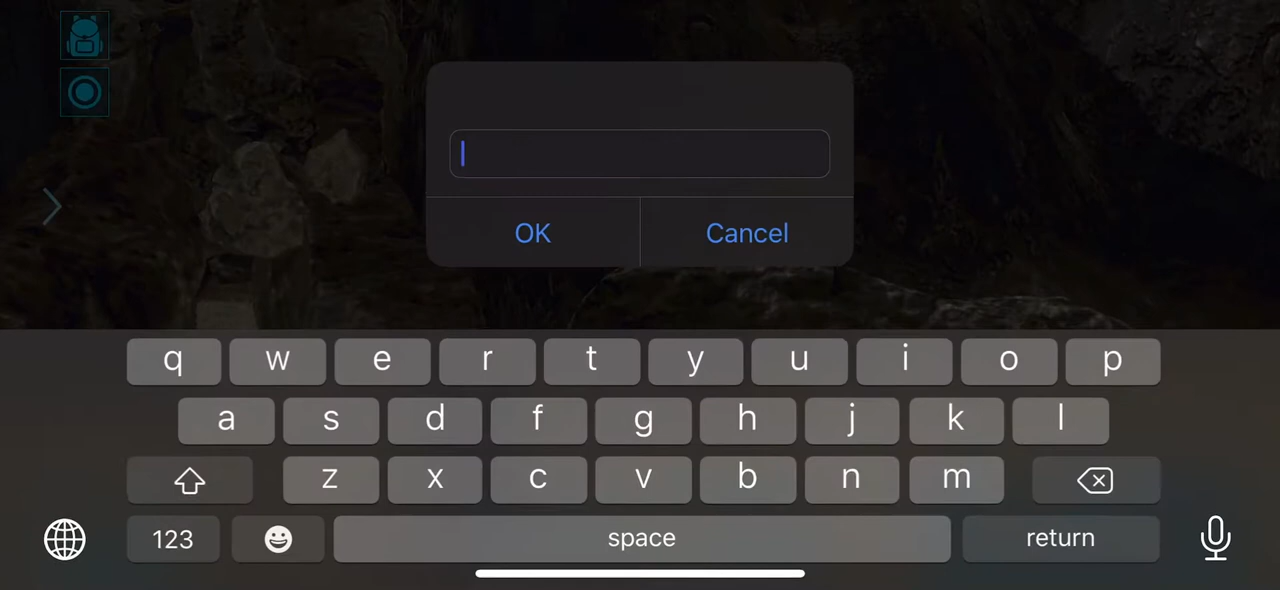 OK Cancel
q w e r t y u i o p
a s d f g h j k l
z x c v b n m
123 space return